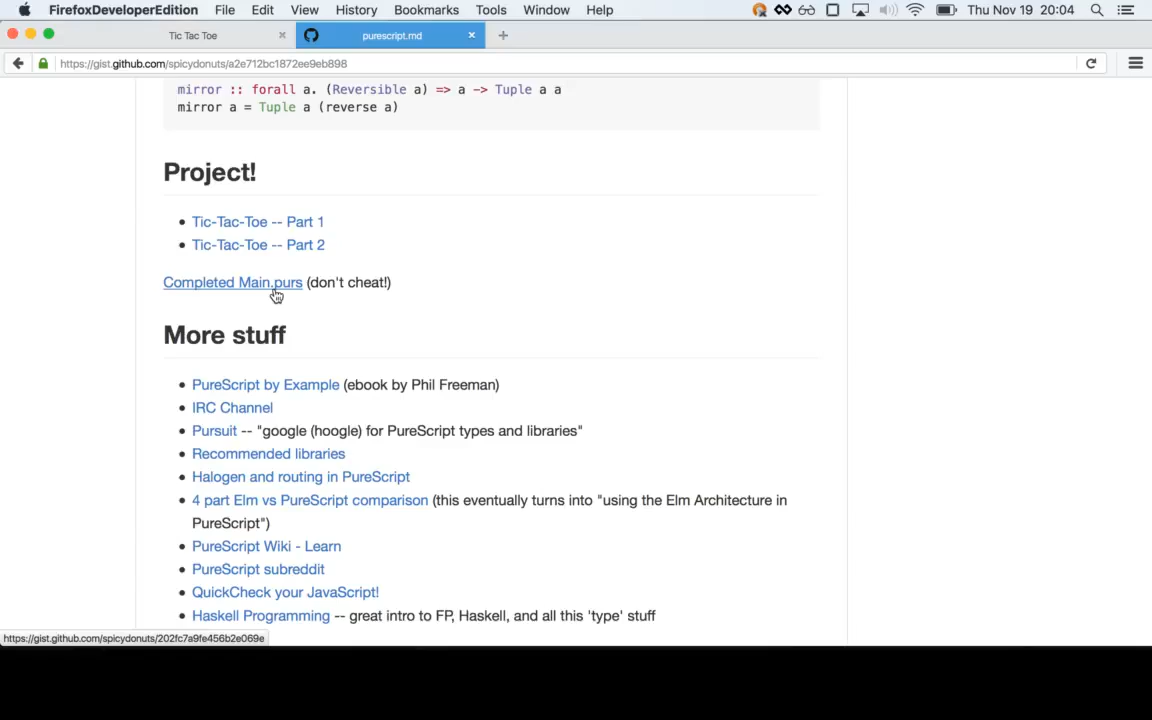 FirefoxDeveloperEdition File Edit View History Bookmarks Tools Window Help Thu Nov 19 20:04
Tic Tac Toe purescript.md
https://gist.github.com/spicydonuts/a2e712bc1872ee9eb898
mirror :: forall a. (Reversible a) => a -> Tuple a a
mirror a = Tuple a (reverse a)
Project!
• Tic-Tac-Toe -- Part 1
• Tic-Tac-Toe -- Part 2
Completed Main.purs (don't cheat!)
More stuff
• PureScript by Example (ebook by Phil Freeman)
• IRC Channel
• Pursuit -- "google (hoogle) for PureScript types and libraries"
• Recommended libraries
• Halogen and routing in PureScript
• 4 part Elm vs PureScript comparison (this eventually turns into "using the Elm Architecture in
PureScript")
• PureScript Wiki - Learn
• PureScript subreddit
• QuickCheck your JavaScript!
• Haskell Programming -- great intro to FP, Haskell, and all this 'type' stuff
https://gist.github.com/spicydonuts/202fc7a9fe456b2e069e